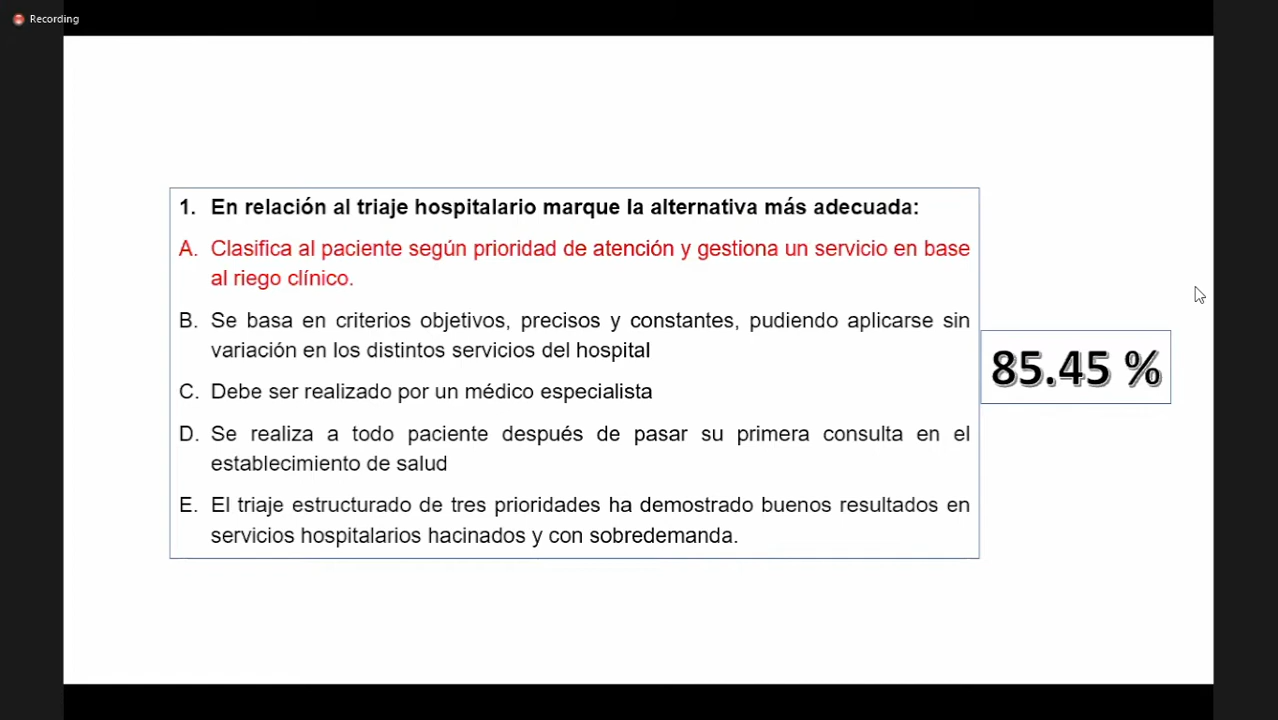 Recording
1. En relación al triaje hospitalario marque la alternativa más adecuada:
A. Clasifica al paciente según prioridad de atención y gestiona un servicio en base
al riego clínico.
B. Se basa en criterios objetivos, precisos y constantes, pudiendo aplicarse sin
variación en los distintos servicios del hospital
85.45 %
C. Debe ser realizado por un médico especialista
D. Se realiza a todo paciente después de pasar su primera consulta en el
establecimiento de salud
E. El triaje estructurado de tres prioridades ha demostrado buenos resultados en
servicios hospitalarios hacinados y con sobredemanda.